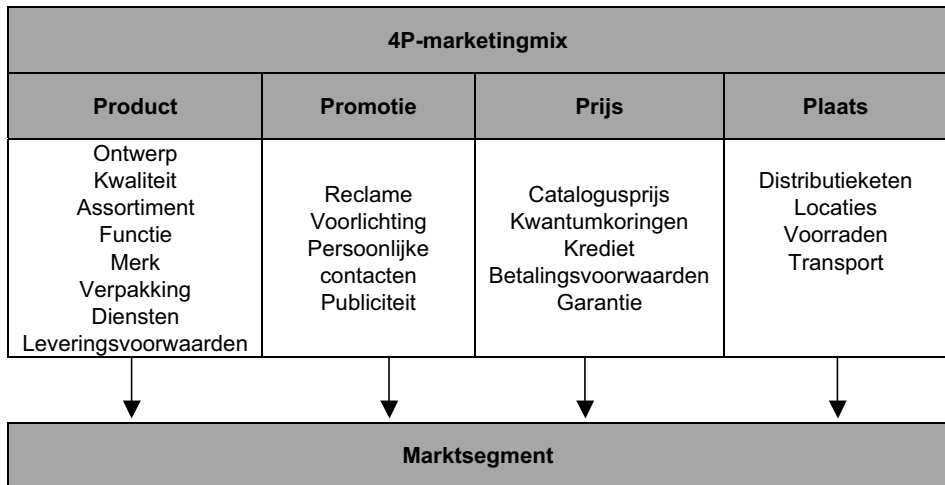 4P-marketingmix
Product
Promotie
Prijs
Plaats
Ontwerp
Kwaliteit
Assortiment
Functie
Merk
Verpakking
Diensten
Leveringsvoorwaarden
Reclame
Voorlichting
Persoonlijke
contacten
Publiciteit
Catalogusprijs
Kwantumkoringen
Krediet
Betalingsvoorwaarden
Garantie
Distributieketen
Locaties
Voorraden
Transport
Marktsegment